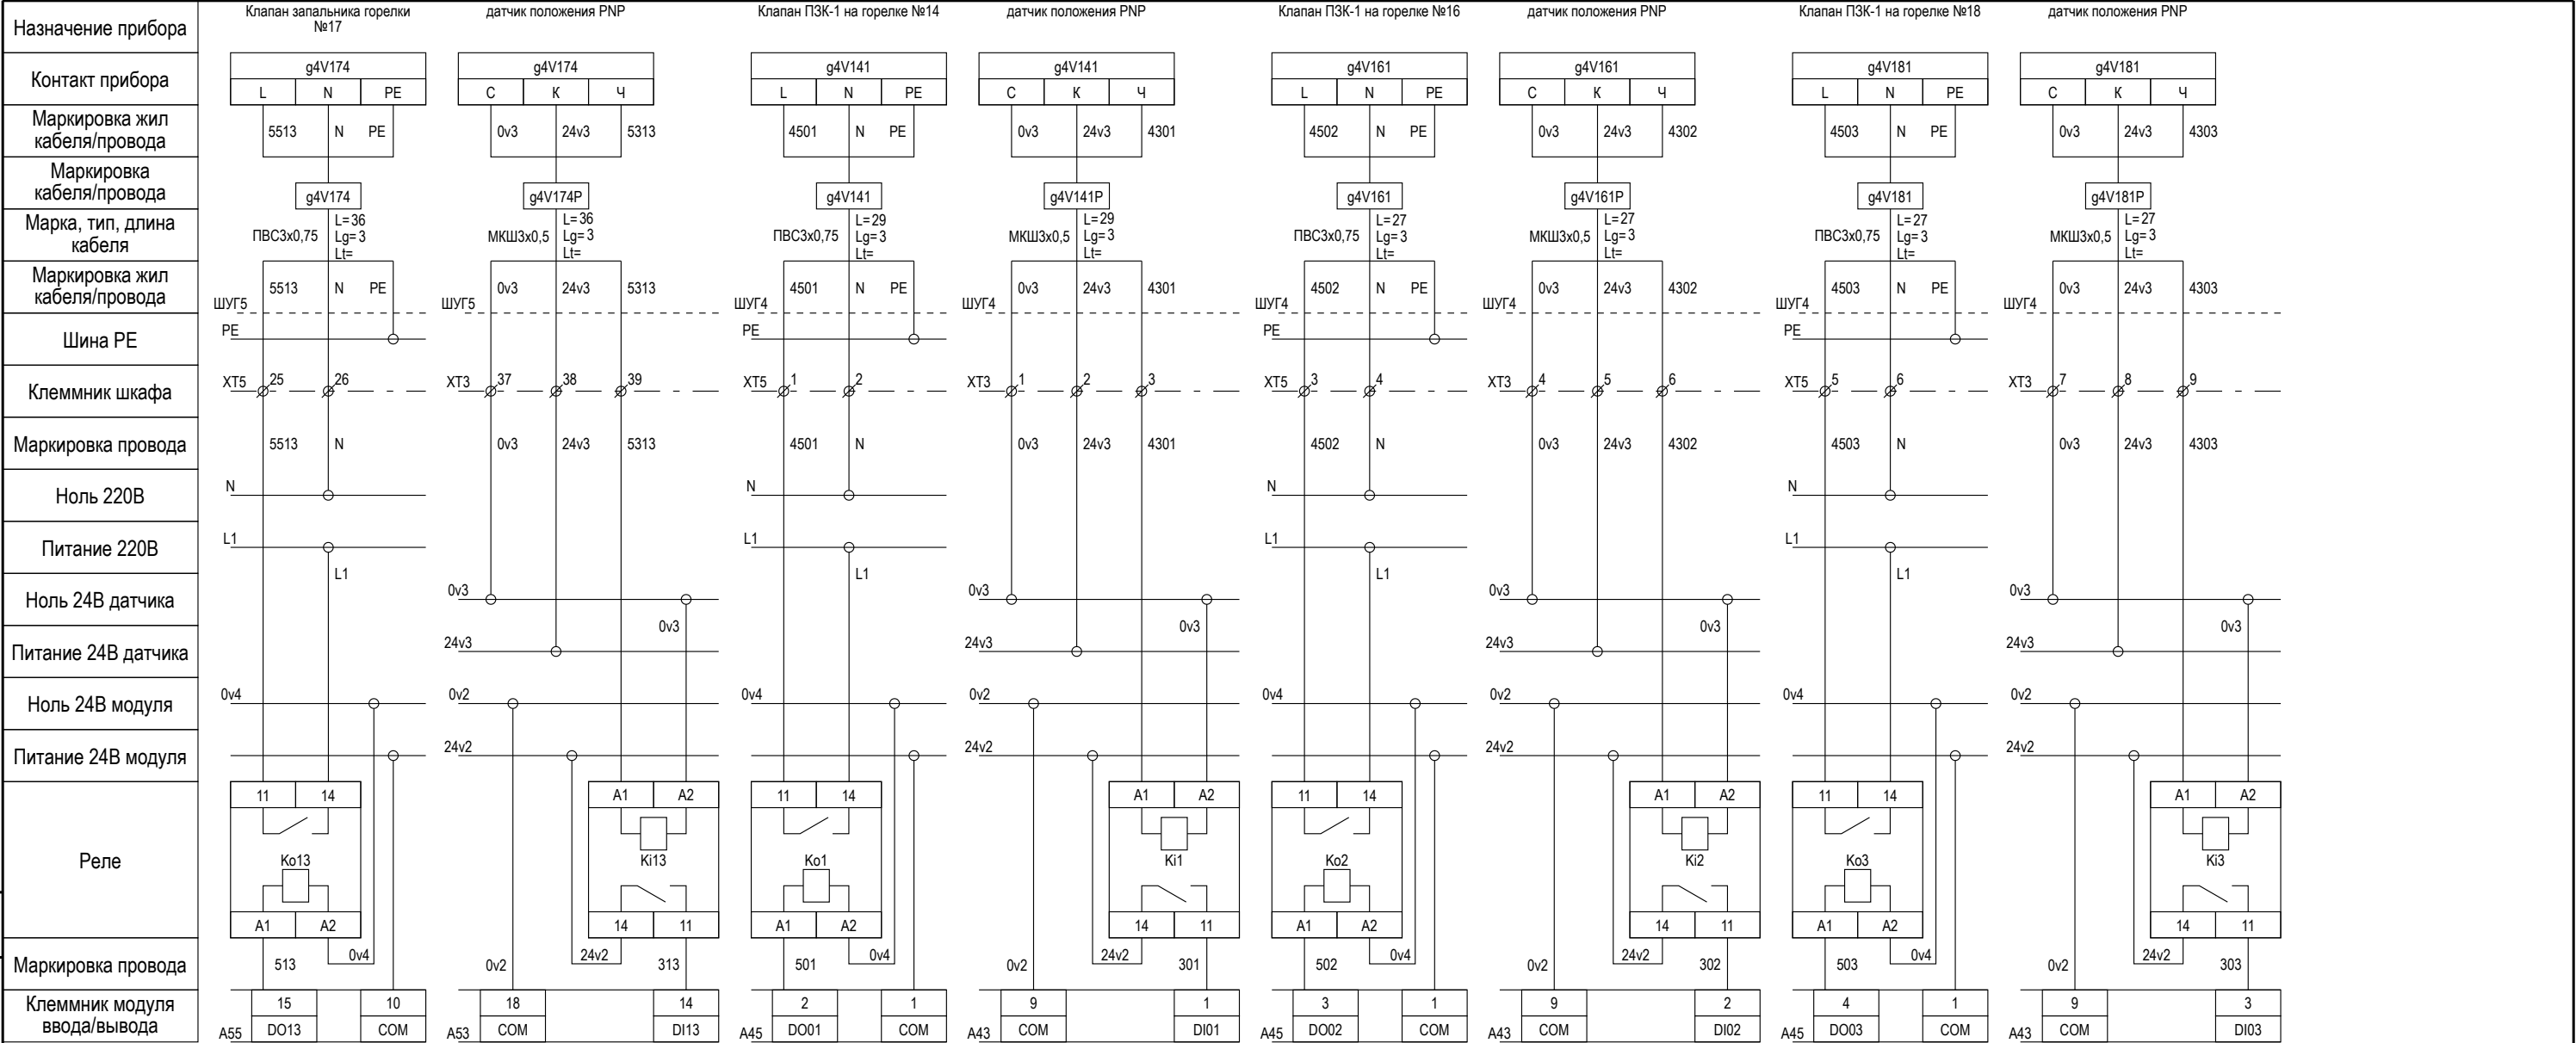 Назначение прибора
Клапан запальника горелки
№17
датчик положения PNP
Клапан ПЗК-1 на горелке №14
датчик положения PNP
Клапан ПЗК-1 на горелке №16
датчик положения PNP
Клапан ПЗК-1 на горелке №18
датчик положения PNP
Контакт прибора
g4V174 g4V174 g4V141 g4V141 g4V161 g4V161 g4V181 g4V181
L N PE С К Ч L N PE С К Ч L N PE С К Ч L N PE С К Ч
Маркировка жил
кабеля/провода
5513 N PE 0v3 24v3 5313 4501 N PE 0v3 24v3 4301 4502 N PE 0v3 24v3 4302 4503 N PE 0v3 24v3 4303
Маркировка
кабеля/провода
g4V174 g4V174P g4V141 g4V141P g4V161 g4V161P g4V181 g4V181P
Марка, тип, длина
кабеля
L=36 L=36 L=29 L=29 L=27 L=27 L=27 L=27
ПВС3х0,75 Lg=3 МКШ3х0,5 Lg=3 ПВС3х0,75 Lg=3 МКШ3х0,5 Lg=3 ПВС3х0,75 Lg=3 МКШ3х0,5 Lg=3 ПВС3х0,75 Lg=3 МКШ3х0,5 Lg=3
Lt= Lt= Lt= Lt= Lt= Lt= Lt= Lt=
Маркировка жил
кабеля/провода
5513 N PE 0v3 24v3 5313 4501 N PE 0v3 24v3 4301 4502 N PE 0v3 24v3 4302 4503 N PE 0v3 24v3 4303
ШУГ5 ШУГ5 ШУГ4 ШУГ4 ШУГ4 ШУГ4 ШУГ4 ШУГ4
Шина PE
PE PE PE PE
Клеммник шкафа
XT5 25 26 XT3 37 38 39 XT5 1 2 XT3 1 2 3 XT5 3 4 XT3 4 5 6 XT5 5 6 XT3 7 8 9
Маркировка провода
5513 N 0v3 24v3 5313 4501 N 0v3 24v3 4301 4502 N 0v3 24v3 4302 4503 N 0v3 24v3 4303
Ноль 220В
N N N N
Питание 220В
L1 L1 L1 L1
L1 L1 L1 L1
Ноль 24В датчика
0v3 0v3 0v3 0v3
0v3 0v3 0v3 0v3
Питание 24В датчика
24v3 24v3 24v3 24v3
Ноль 24В модуля
0v4 0v2 0v4 0v2 0v4 0v2 0v4 0v2
Питание 24В модуля
24v2 24v2 24v2 24v2
Реле
11 14 A1 A2 11 14 A1 A2 11 14 A1 A2 11 14 A1 A2
Ko13 Ki13 Ko1 Ki1 Ko2 Ki2 Ko3 Ki3
A1 A2 14 11 A1 A2 14 11 A1 A2 14 11 A1 A2 14 11
Маркировка провода
513 0v4 0v2 24v2 313 501 0v4 0v2 24v2 301 502 0v4 0v2 24v2 302 503 0v4 0v2 24v2 303
Клеммник модуля
ввода/вывода
15 10 18 14 2 1 9 1 3 1 9 2 4 1 9 3
A55 DO13 COM A53 COM DI13 A45 DO01 COM A43 COM DI01 A45 DO02 COM A43 COM DI02 A45 DO03 COM A43 COM DI03